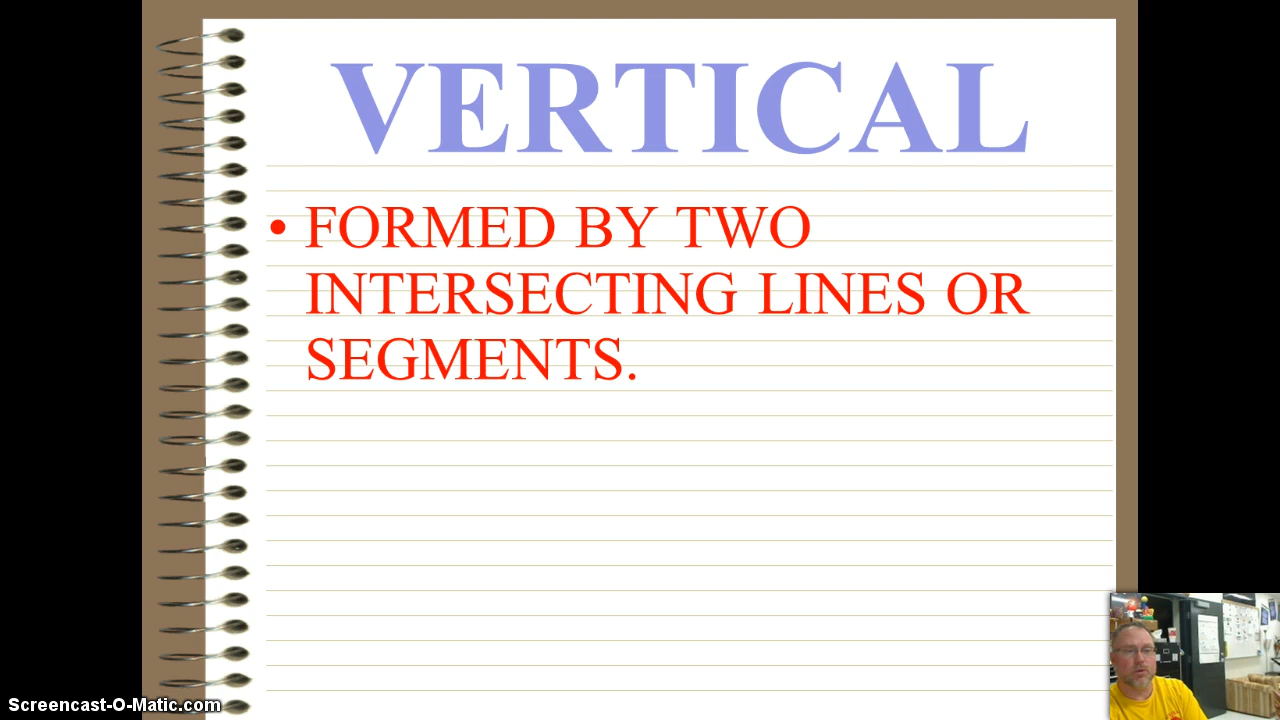 VERTICAL
• FORMED BY TWO
INTERSECTING LINES OR
SEGMENTS.
Screencast-O-Matic.com